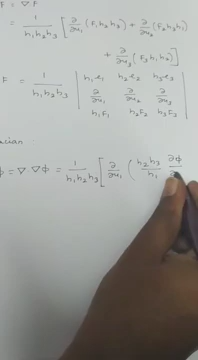 F = ∇.F
= 1/(h₁h₂h₃) [ ∂/∂u₁ (F₁h₂h₃) + ∂/∂u₂ (F₂h₃h₁)
+ ∂/∂u₃ (F₃h₁h₂) ]
F = 1/(h₁h₂h₃) | h₁e₁ h₂e₂ h₃e₃ |
| ∂/∂u₁ ∂/∂u₂ ∂/∂u₃ |
| h₁F₁ h₂F₂ h₃F₃ |
acian
ϕ = ∇.∇ϕ = 1/(h₁h₂h₃) [ ∂/∂u₁ ( h₂h₃/h₁ ∂ϕ/∂